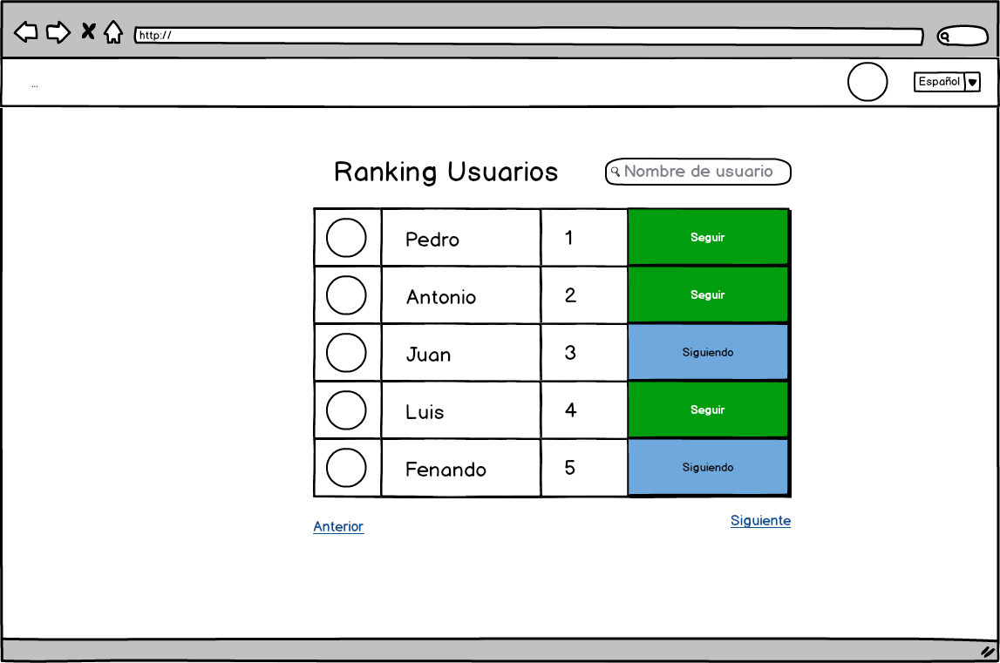 http://
...
Español
Ranking Usuarios
Nombre de usuario
Pedro 1 Seguir
Antonio 2 Seguir
Juan 3 Siguiendo
Luis 4 Seguir
Fenando 5 Siguiendo
Anterior Siguiente